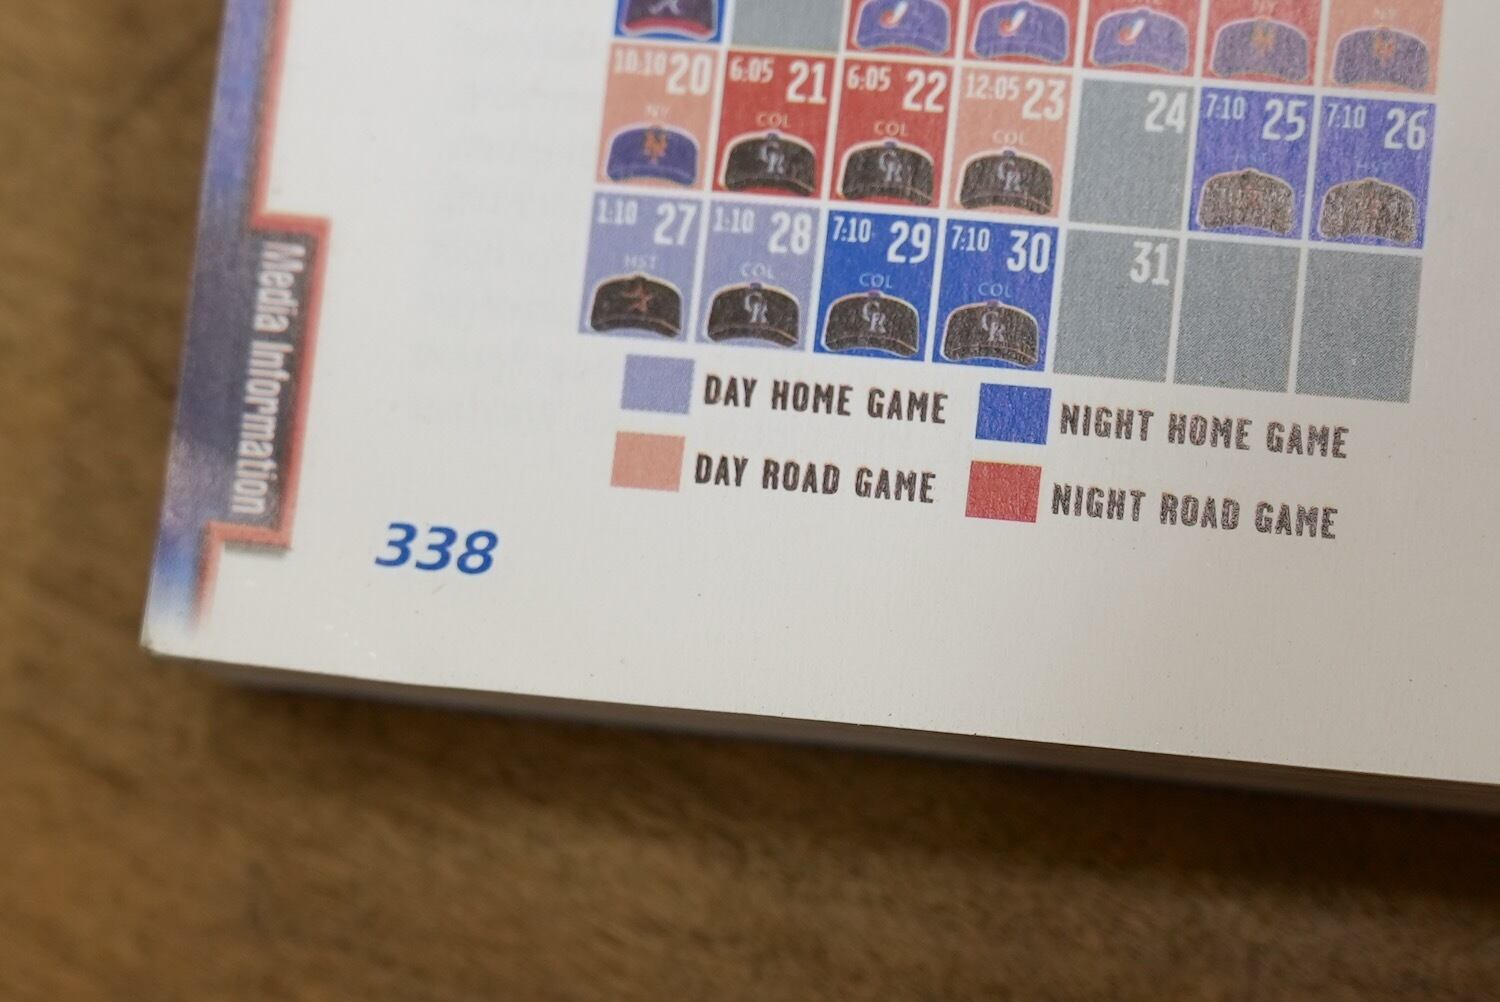 10:10 20 6:05 21 6:05 22 12:05 23 24 7:10 25 7:10 26
NY COL COL COL
1:10 27 1:10 28 7:10 29 7:10 30 31
HST COL COL COL
DAY HOME GAME NIGHT HOME GAME
DAY ROAD GAME NIGHT ROAD GAME
338
Media Information